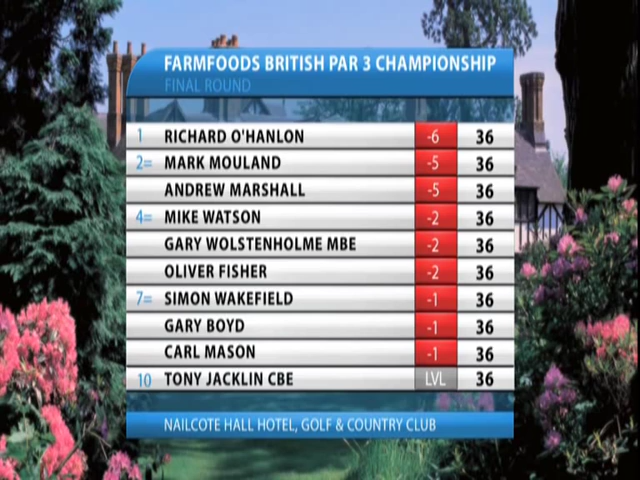 FARMFOODS BRITISH PAR 3 CHAMPIONSHIP
FINAL ROUND
1 RICHARD O'HANLON -6 36
2= MARK MOULAND -5 36
ANDREW MARSHALL -5 36
4= MIKE WATSON -2 36
GARY WOLSTENHOLME MBE -2 36
OLIVER FISHER -2 36
7= SIMON WAKEFIELD -1 36
GARY BOYD -1 36
CARL MASON -1 36
10 TONY JACKLIN CBE LVL 36
NAILCOTE HALL HOTEL, GOLF & COUNTRY CLUB